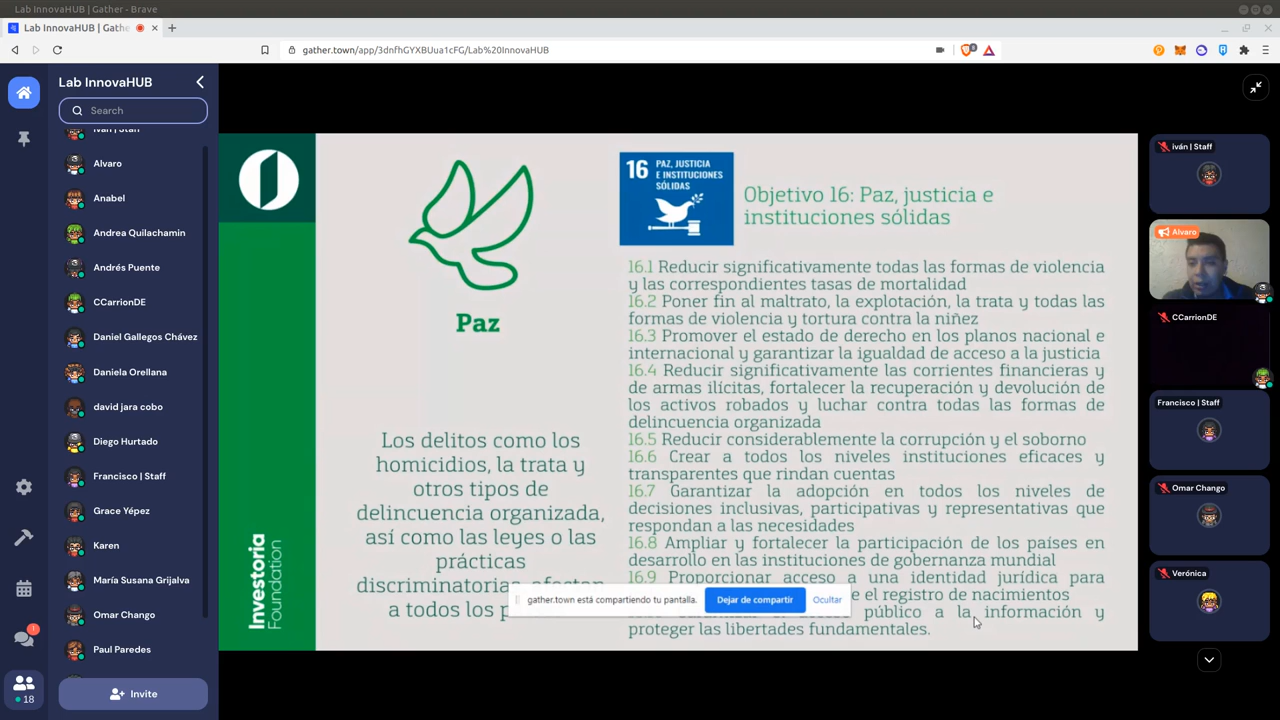 Lab InnovaHUB | Gather - Brave
Lab InnovaHUB | Gathe
gather.town/app/3dnfhGYXBUua1cFG/Lab%20InnovaHUB
Lab InnovaHUB
Search
iván | Staff
Alvaro
Anabel
Andrea Quilachamin
Andrés Puente
CCarrionDE
Daniel Gallegos Chávez
Daniela Orellana
david jara cobo
Diego Hurtado
Francisco | Staff
Grace Yépez
Karen
María Susana Grijalva
Omar Chango
Paul Paredes
1
18
Invite
Investoria
Foundation
Paz
Los delitos como los
homicidios, la trata y
otros tipos de
delincuencia organizada,
así como las leyes o las
prácticas
discriminatorias, afectan
a todos los p
16 PAZ, JUSTICIA
E INSTITUCIONES
SÓLIDAS
Objetivo 16: Paz, justicia e
instituciones sólidas
16.1 Reducir significativamente todas las formas de violencia
y las correspondientes tasas de mortalidad
16.2 Poner fin al maltrato, la explotación, la trata y todas las
formas de violencia y tortura contra la niñez
16.3 Promover el estado de derecho en los planos nacional e
internacional y garantizar la igualdad de acceso a la justicia
16.4 Reducir significativamente las corrientes financieras y
de armas ilícitas, fortalecer la recuperación y devolución de
los activos robados y luchar contra todas las formas de
delincuencia organizada
16.5 Reducir considerablemente la corrupción y el soborno
16.6 Crear a todos los niveles instituciones eficaces y
transparentes que rindan cuentas
16.7 Garantizar la adopción en todos los niveles de
decisiones inclusivas, participativas y representativas que
respondan a las necesidades
16.8 Ampliar y fortalecer la participación de los países en
desarrollo en las instituciones de gobernanza mundial
16.9 Proporcionar acceso a una identidad jurídica para
e el registro de nacimientos
público a la información y
proteger las libertades fundamentales.
gather.town está compartiendo tu pantalla.
Dejar de compartir
Ocultar
iván | Staff
Alvaro
CCarrionDE
Francisco | Staff
Omar Chango
Verónica